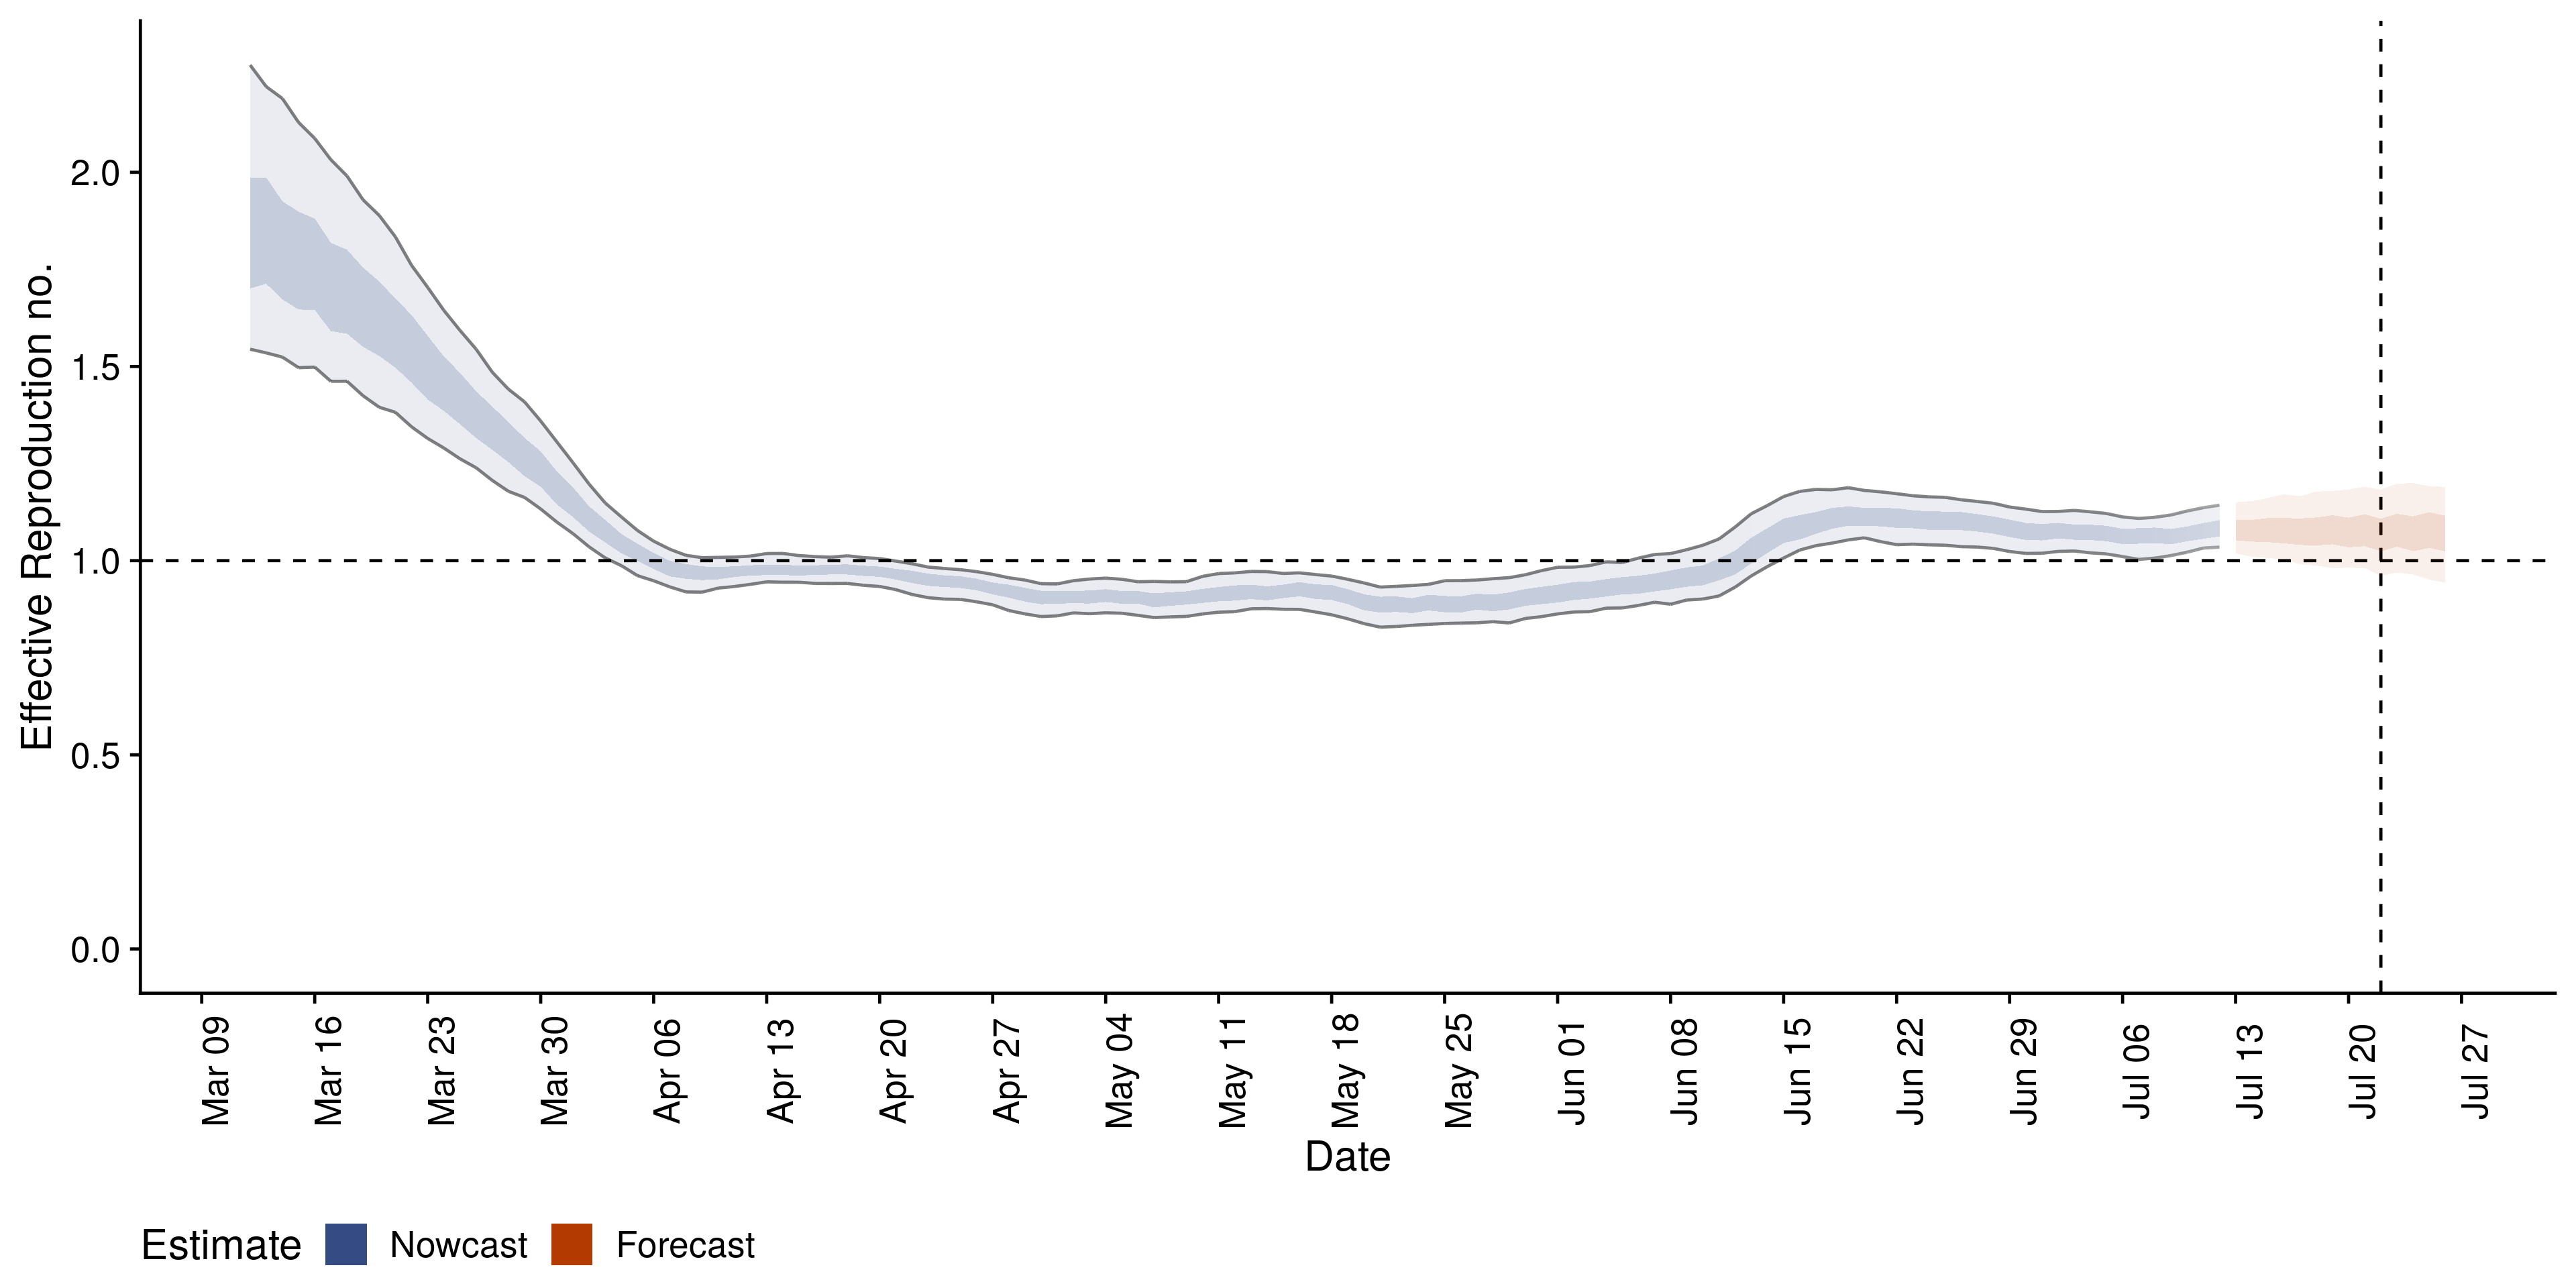 Effective Reproduction no.
2.0
1.5
1.0
0.5
0.0
Mar 09
Mar 16
Mar 23
Mar 30
Apr 06
Apr 13
Apr 20
Apr 27
May 04
May 11
May 18
May 25
Jun 01
Jun 08
Jun 15
Jun 22
Jun 29
Jul 06
Jul 13
Jul 20
Jul 27
Date
Estimate Nowcast Forecast